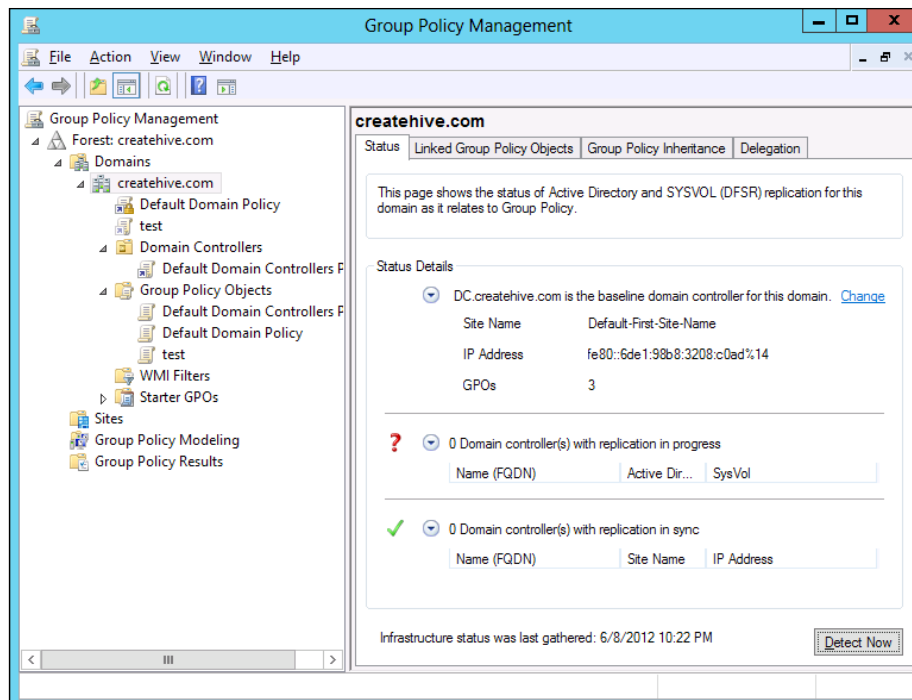 Group Policy Management
File Action View Window Help
Group Policy Management
Forest: createhive.com
Domains
createhive.com
Default Domain Policy
test
Domain Controllers
Default Domain Controllers P
Group Policy Objects
Default Domain Controllers P
Default Domain Policy
test
WMI Filters
Starter GPOs
Sites
Group Policy Modeling
Group Policy Results
createhive.com
Status Linked Group Policy Objects Group Policy Inheritance Delegation
This page shows the status of Active Directory and SYSVOL (DFSR) replication for this
domain as it relates to Group Policy.
Status Details
DC.createhive.com is the baseline domain controller for this domain. Change
Site Name Default-First-Site-Name
IP Address fe80::6de1:98b8:3208:c0ad%14
GPOs 3
0 Domain controller(s) with replication in progress
Name (FQDN) Active Dir... SysVol
0 Domain controller(s) with replication in sync
Name (FQDN) Site Name IP Address
Infrastructure status was last gathered: 6/8/2012 10:22 PM
Detect Now